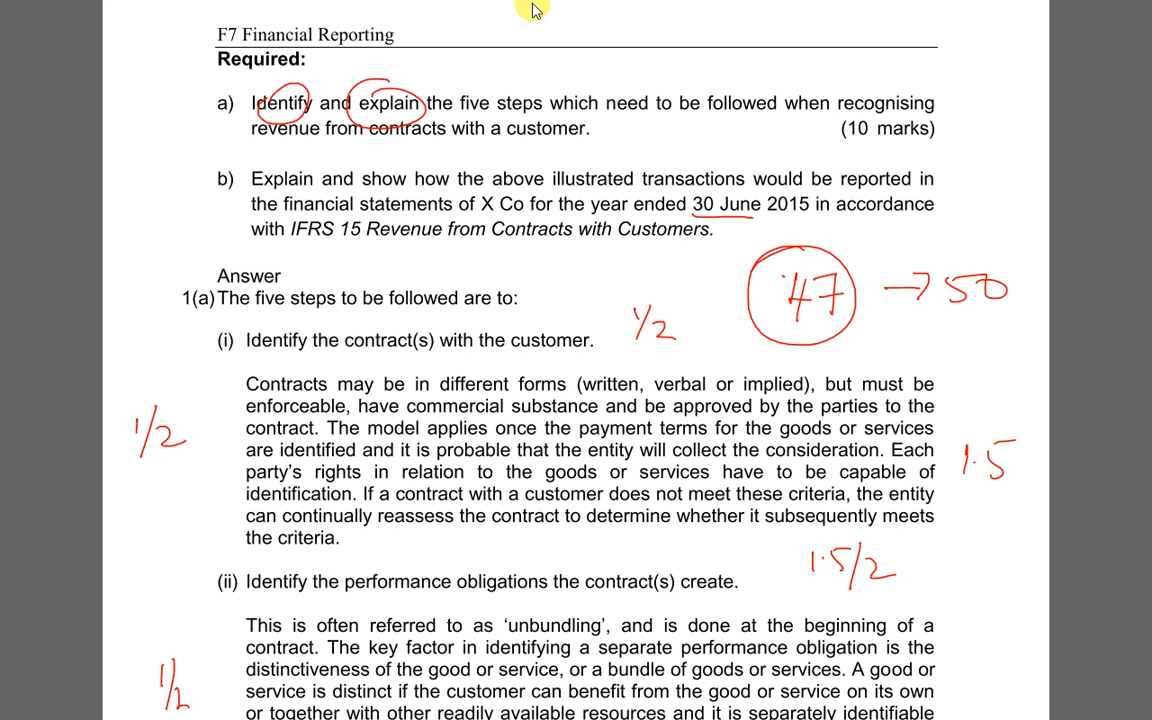 F7 Financial Reporting
Required:
a) Identify and explain the five steps which need to be followed when recognising
revenue from contracts with a customer. (10 marks)
b) Explain and show how the above illustrated transactions would be reported in
the financial statements of X Co for the year ended 30 June 2015 in accordance
with IFRS 15 Revenue from Contracts with Customers.
Answer
47 → 50
1(a) The five steps to be followed are to:
1/2
(i) Identify the contract(s) with the customer.
Contracts may be in different forms (written, verbal or implied), but must be
enforceable, have commercial substance and be approved by the parties to the
contract. The model applies once the payment terms for the goods or services
1/2
are identified and it is probable that the entity will collect the consideration. Each
1.5
party's rights in relation to the goods or services have to be capable of
identification. If a contract with a customer does not meet these criteria, the entity
can continually reassess the contract to determine whether it subsequently meets
the criteria.
1.5/2
(ii) Identify the performance obligations the contract(s) create.
This is often referred to as 'unbundling', and is done at the beginning of a
contract. The key factor in identifying a separate performance obligation is the
distinctiveness of the good or service, or a bundle of goods or services. A good or
1/2
service is distinct if the customer can benefit from the good or service on its own
or together with other readily available resources and it is separately identifiable